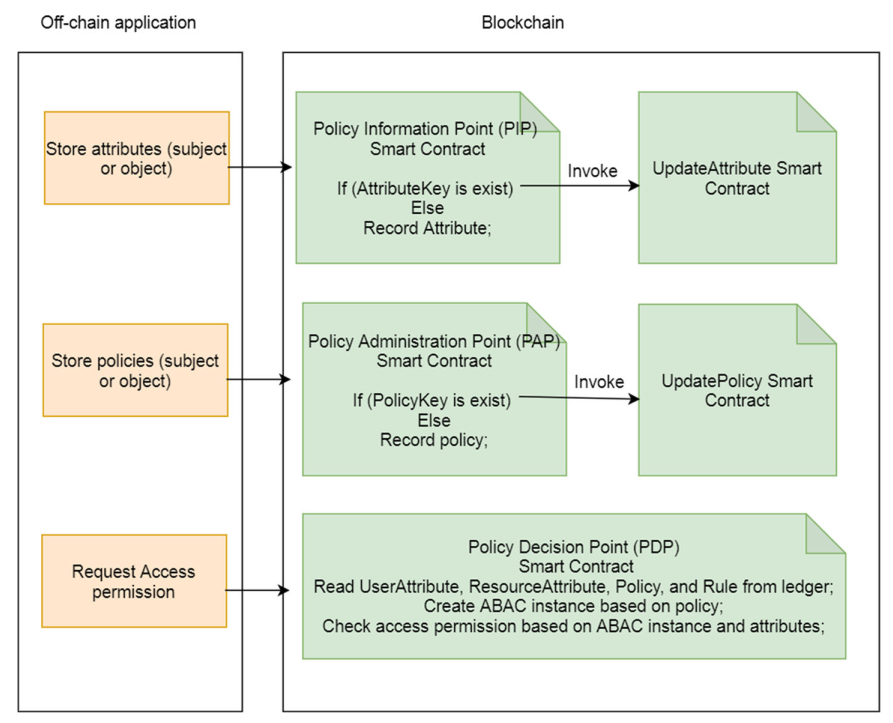 Off-chain application
Blockchain
Store attributes (subject
or object)
Policy Information Point (PIP)
Smart Contract
If (AttributeKey is exist)
Else
Record Attribute;
Invoke
UpdateAttribute Smart
Contract
Store policies (subject
or object)
Policy Administration Point (PAP)
Smart Contract
If (PolicyKey is exist)
Else
Record policy;
Invoke
UpdatePolicy Smart
Contract
Request Access
permission
Policy Decision Point (PDP)
Smart Contract
Read UserAttribute, ResourceAttribute, Policy, and Rule from ledger;
Create ABAC instance based on policy;
Check access permission based on ABAC instance and attributes;